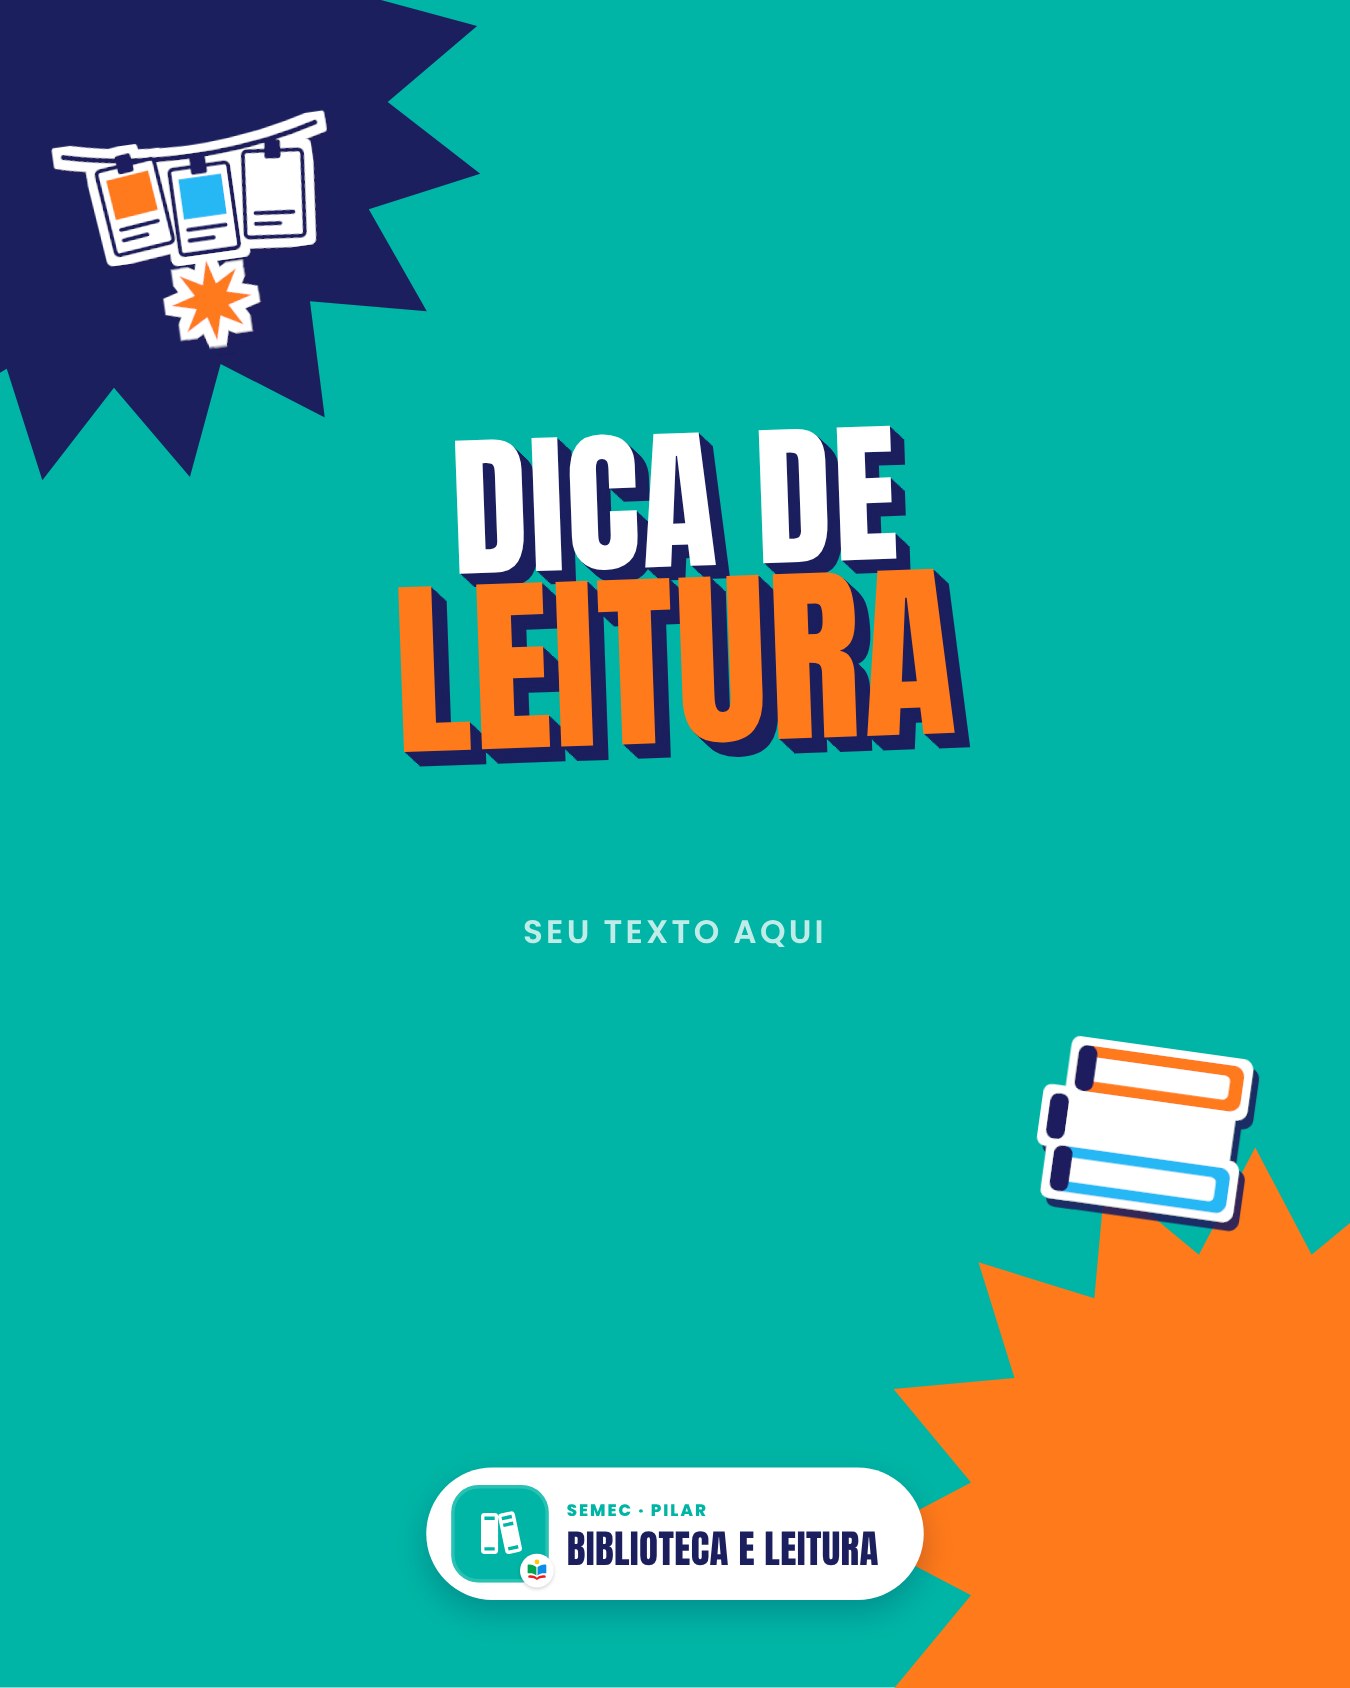 DICA DE
LEITURA
SEU TEXTO AQUI
SEMEC · PILAR
BIBLIOTECA E LEITURA